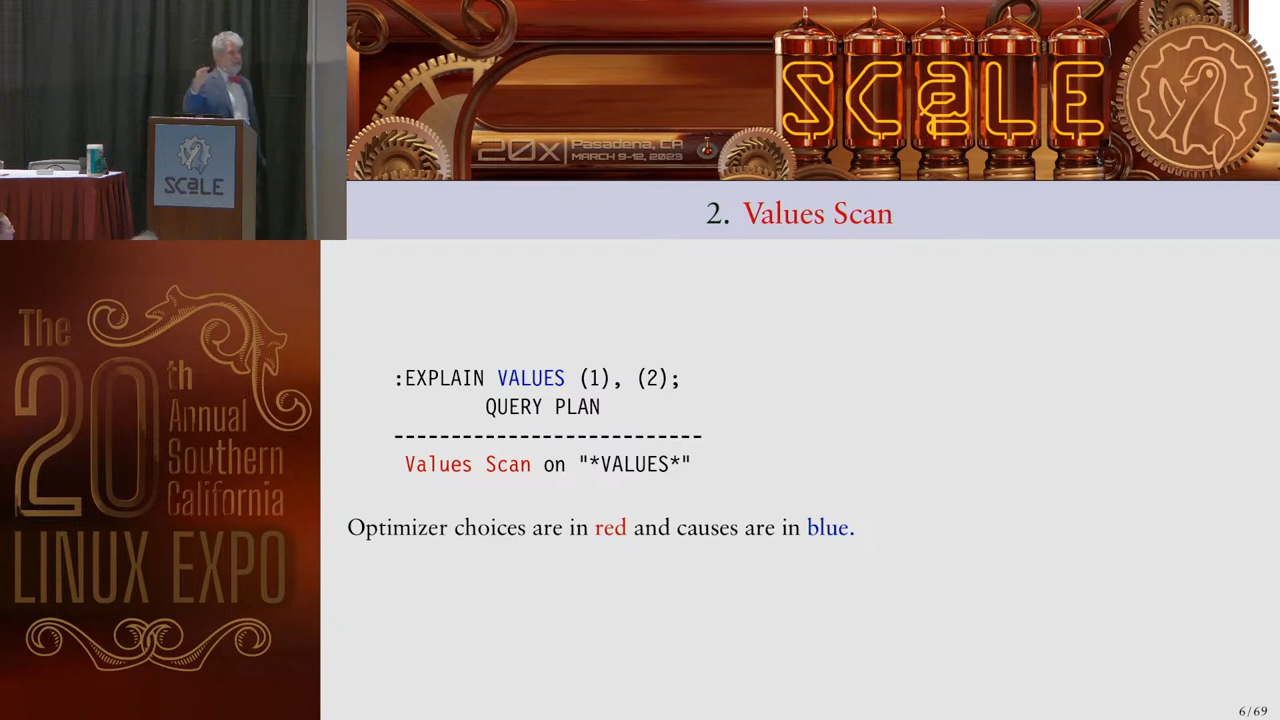 SCaLE
SCaLE
20x
Pasadena, CA
MARCH 9-12, 2023
2. Values Scan
:EXPLAIN VALUES (1), (2);
QUERY PLAN
---------------------------
Values Scan on "*VALUES*"
Optimizer choices are in red and causes are in blue.
The
20th
Annual
Southern
California
LINUX EXPO
6/69